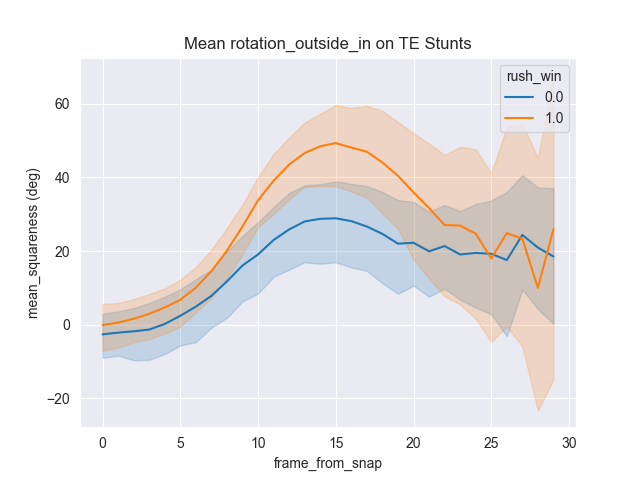 Mean rotation_outside_in on TE Stunts
rush_win
0.0
1.0
mean_squareness (deg)
60
40
20
0
−20
0 5 10 15 20 25 30
frame_from_snap